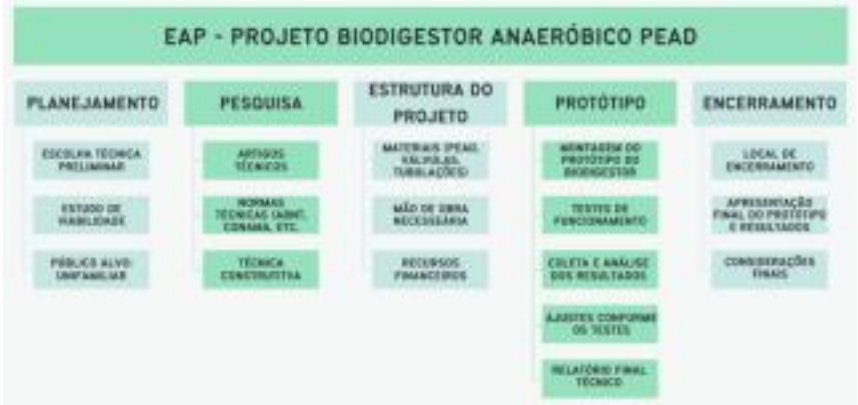 EAP - PROJETO BIODIGESTOR ANAERÓBICO PEAD
PLANEJAMENTO
ESCOLHA TÉCNICA
PRELIMINAR
ESTUDO DE
VIABILIDADE
PÚBLICO ALVO:
UNIFAMILIAR
PESQUISA
ARTIGOS
TÉCNICOS
NORMAS
TÉCNICAS (ABNT,
CONAMA, ETC.
TÉCNICA
CONSTRUTIVA
ESTRUTURA DO
PROJETO
MATERIAIS (PEAD,
VÁLVULAS,
TUBULAÇÕES)
MÃO DE OBRA
NECESSÁRIA
RECURSOS
FINANCEIROS
PROTÓTIPO
MONTAGEM DO
PROTÓTIPO DO
BIODIGESTOR
TESTES DE
FUNCIONAMENTO
COLETA E ANÁLISE
DOS RESULTADOS
AJUSTES CONFORME
OS TESTES
RELATÓRIO FINAL
TÉCNICO
ENCERRAMENTO
LOCAL DE
ENCERRAMENTO
APRESENTAÇÃO
FINAL DO PROTÓTIPO
E RESULTADOS
CONSIDERAÇÕES
FINAIS